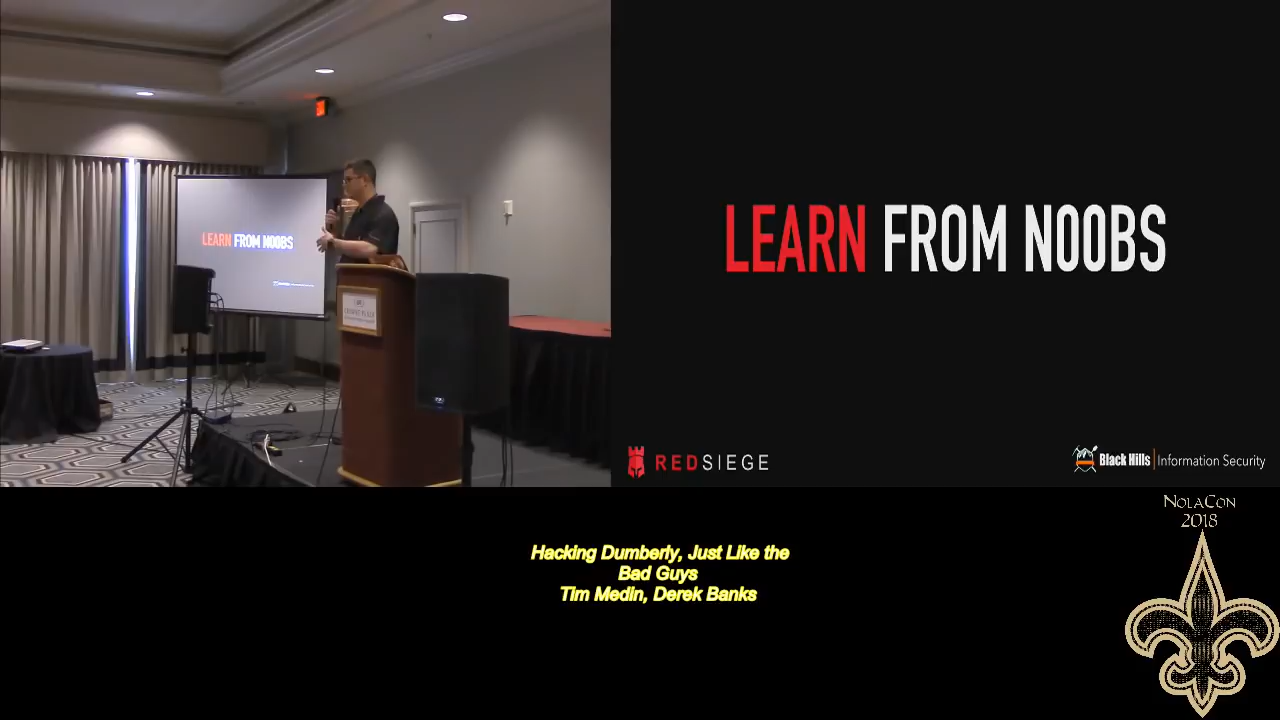 LEARN FROM NOOBS
LEARN FROM NOOBS
REDSIEGE
Black Hills | Information Security
NOLACON
2018
Hacking Dumberly, Just Like the
Bad Guys
Tim Medin, Derek Banks